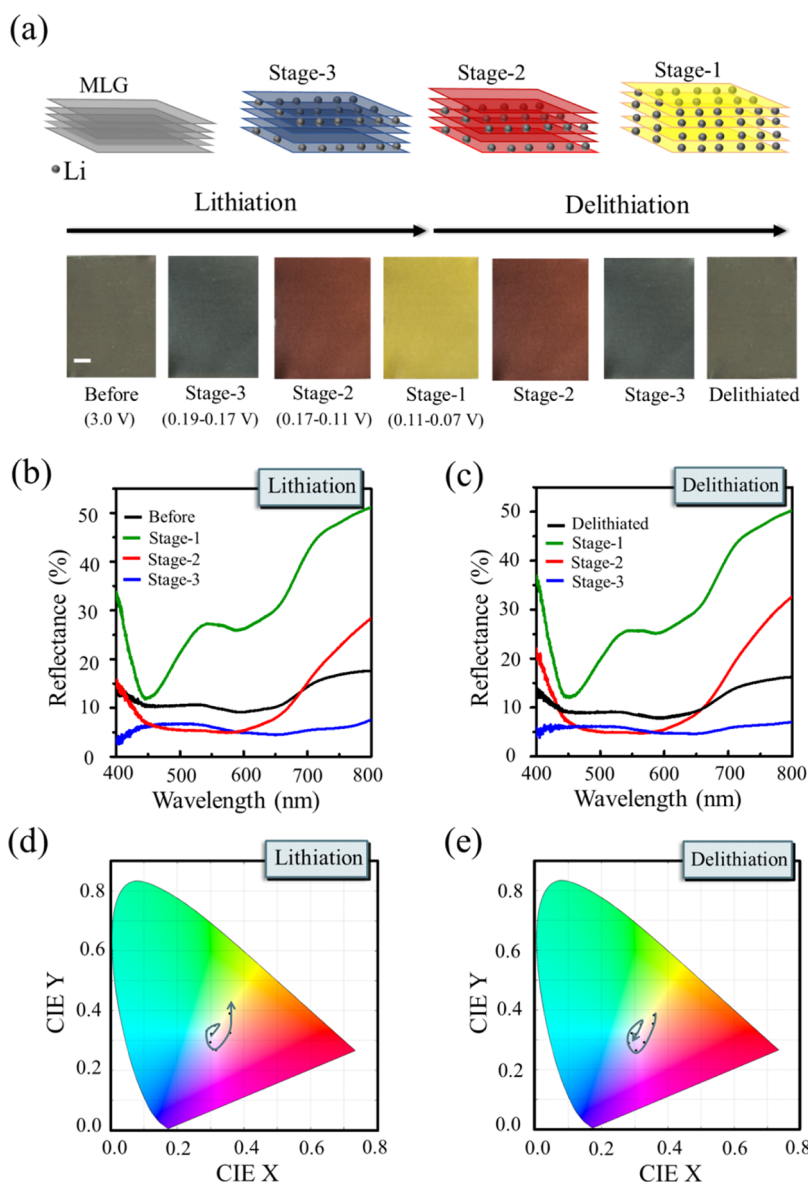 (a)
MLG
Stage-3
Stage-2
Stage-1
Li
Lithiation
Delithiation
Before
(3.0 V)
Stage-3
(0.19-0.17 V)
Stage-2
(0.17-0.11 V)
Stage-1
(0.11-0.07 V)
Stage-2
Stage-3
Delithiated
(b)
Lithiation
Before
Stage-1
Stage-2
Stage-3
Reflectance (%)
50
40
30
20
10
0
400 500 600 700 800
Wavelength (nm)
(c)
Delithiation
Delithiated
Stage-1
Stage-2
Stage-3
Reflectance (%)
50
40
30
20
10
0
400 500 600 700 800
Wavelength (nm)
(d)
Lithiation
CIE Y
0.8
0.6
0.4
0.2
0.0
0.0 0.2 0.4 0.6 0.8
CIE X
(e)
Delithiation
CIE Y
0.8
0.6
0.4
0.2
0.0
0.0 0.2 0.4 0.6 0.8
CIE X